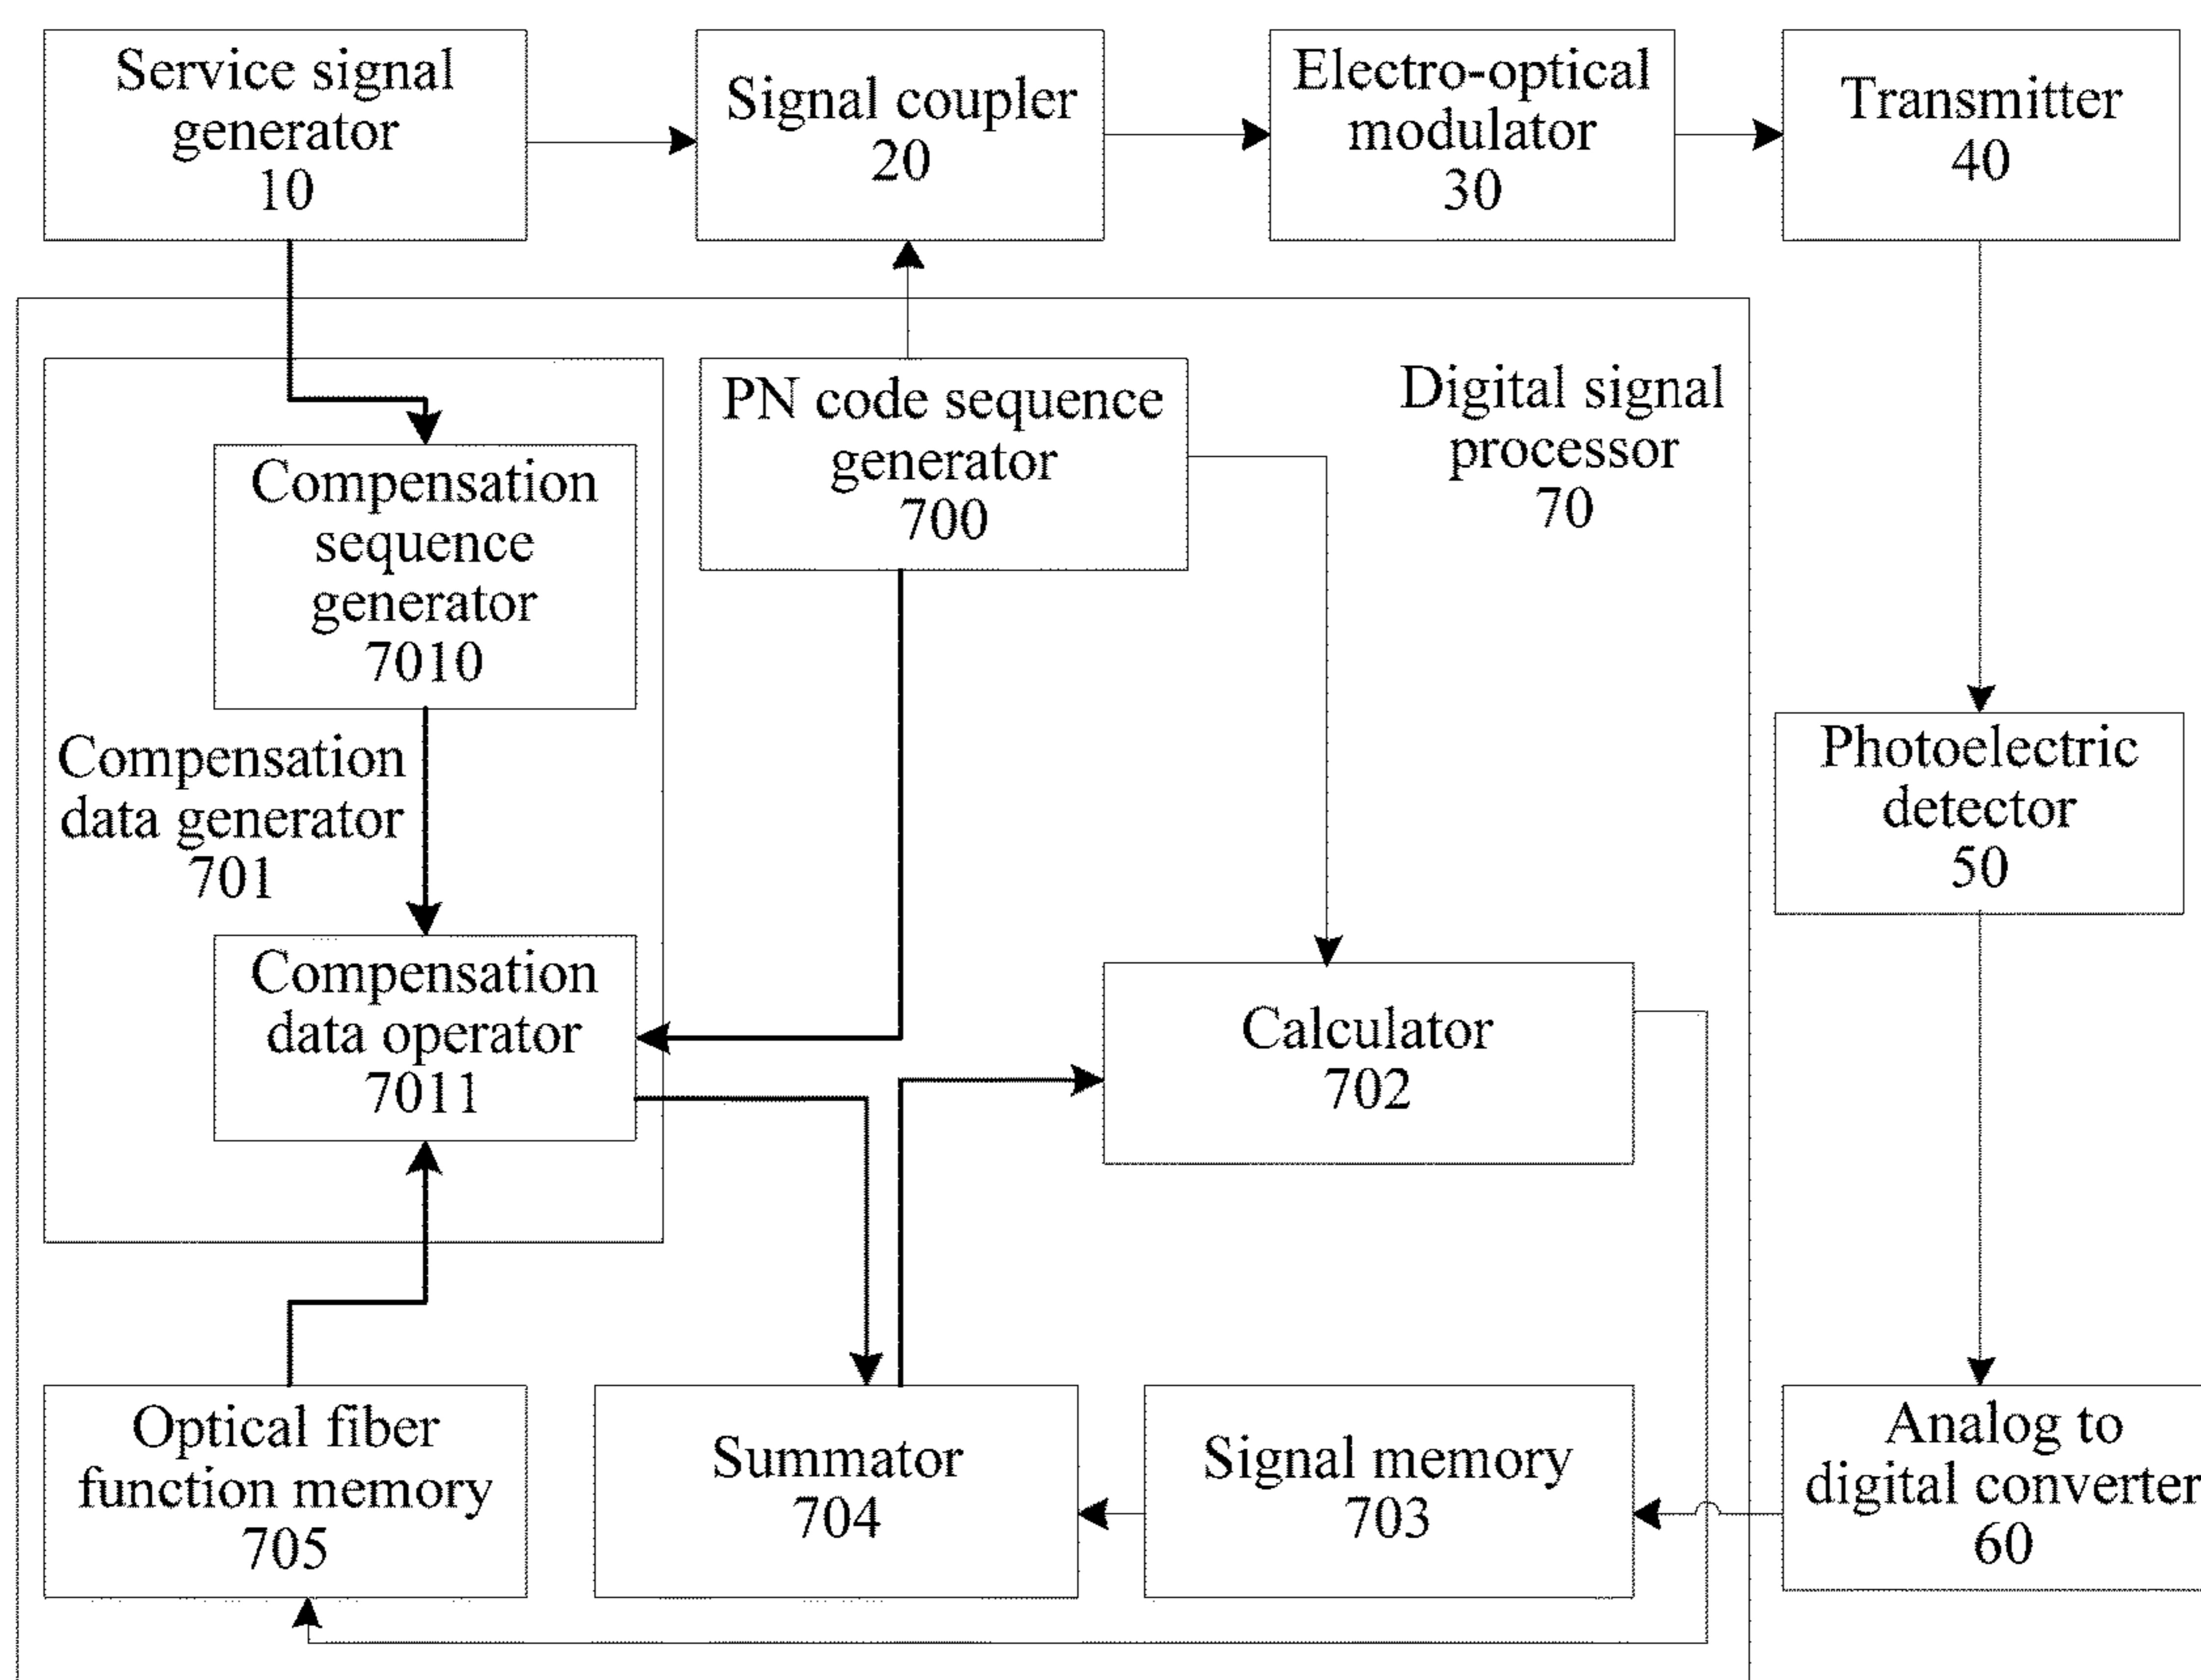 Service signal
generator
10
Signal coupler
20
Electro-optical
modulator
30
Transmitter
40
PN code sequence
generator
700
Digital signal
processor
70
Compensation
sequence
generator
7010
Compensation
data generator
701
Photoelectric
detector
50
Compensation
data operator
7011
Calculator
702
Optical fiber
function memory
705
Summator
704
Signal memory
703
Analog to
digital converter
60